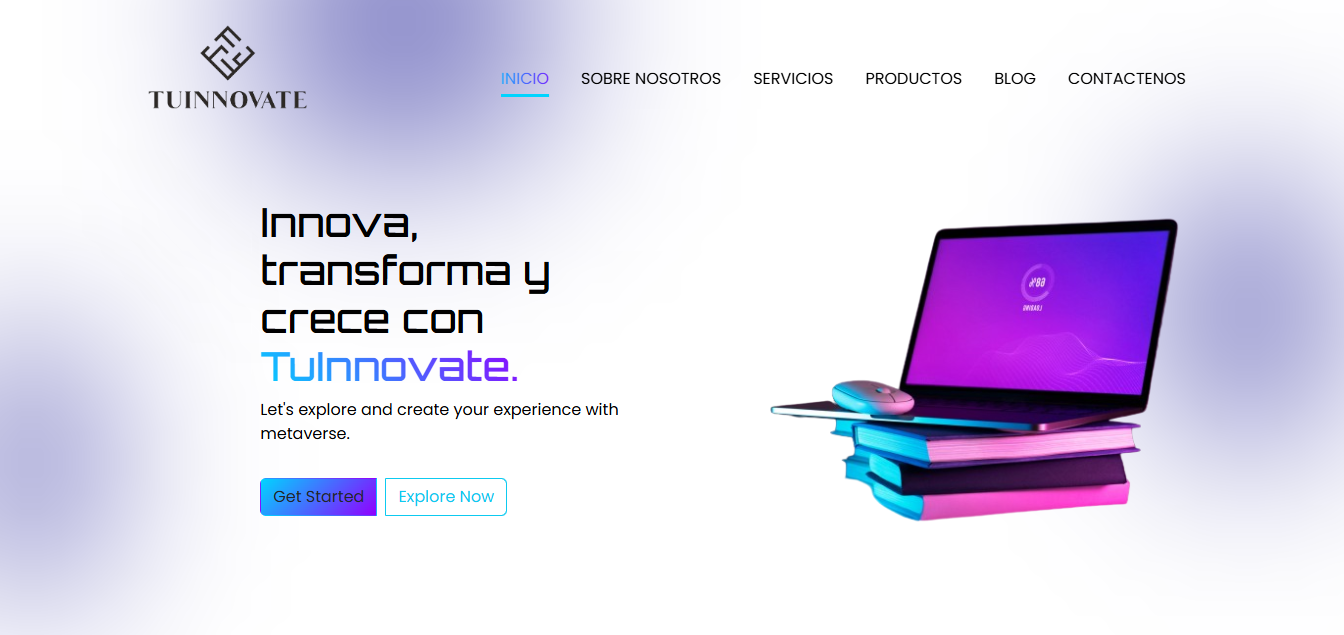 TUINNOVATE
INICIO SOBRE NOSOTROS SERVICIOS PRODUCTOS BLOG CONTACTENOS
Innova,
transforma y
crece con
TuInnovate.
Let's explore and create your experience with
metaverse.
Get Started Explore Now